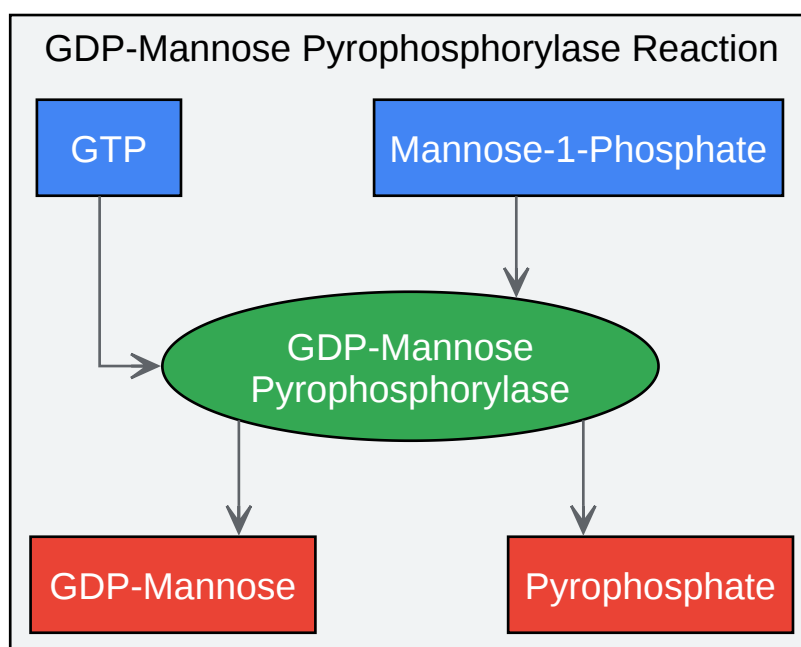 GDP-Mannose Pyrophosphorylase Reaction
GTP
Mannose-1-Phosphate
GDP-Mannose
Pyrophosphorylase
GDP-Mannose
Pyrophosphate